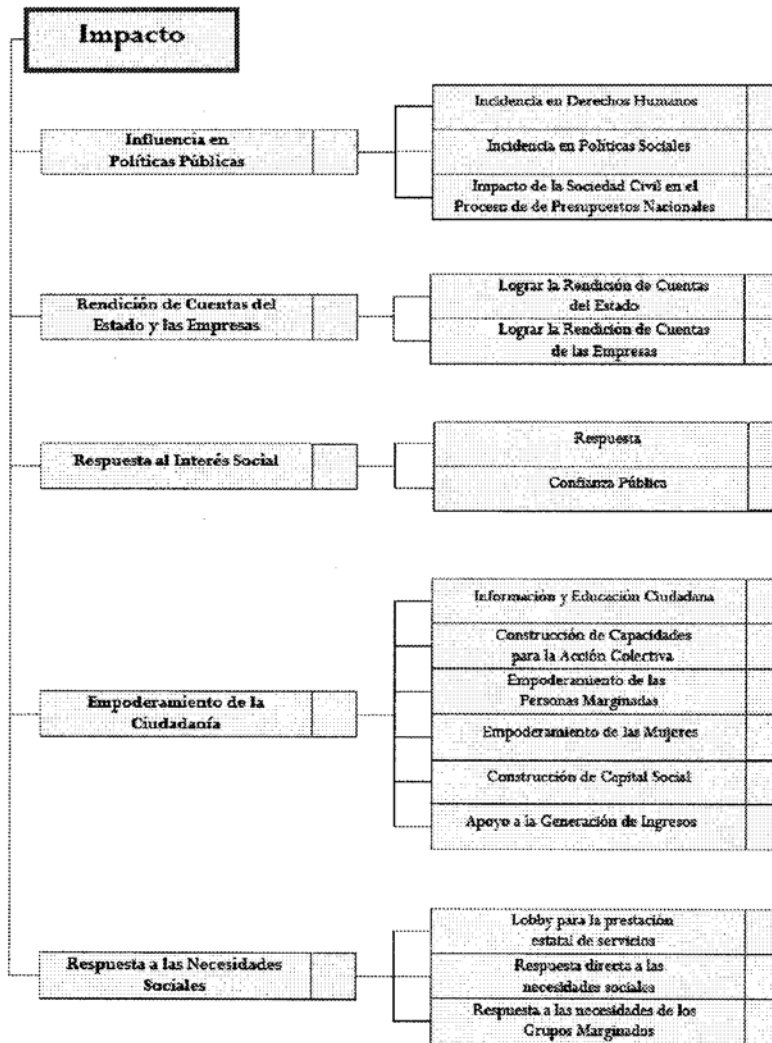 Impacto
Influencia en
Políticas Públicas
Incidencia en Derechos Humanos
Incidencia en Políticas Sociales
Impacto de la Sociedad Civil en el
Proceso de de Presupuestos Nacionales
Rendición de Cuentas del
Estado y las Empresas
Lograr la Rendición de Cuentas
del Estado
Lograr la Rendición de Cuentas
de las Empresas
Respuesta al Interés Social
Respuesta
Confianza Pública
Empoderamiento de la
Ciudadanía
Información y Educación Ciudadana
Construcción de Capacidades
para la Acción Colectiva
Empoderamiento de las
Personas Marginadas
Empoderamiento de las Mujeres
Construcción de Capital Social
Apoyo a la Generación de Ingresos
Respuesta a las Necesidades
Sociales
Lobby para la prestación
estatal de servicios
Respuesta directa a las
necesidades sociales
Respuesta a las necesidades de los
Grupos Marginados